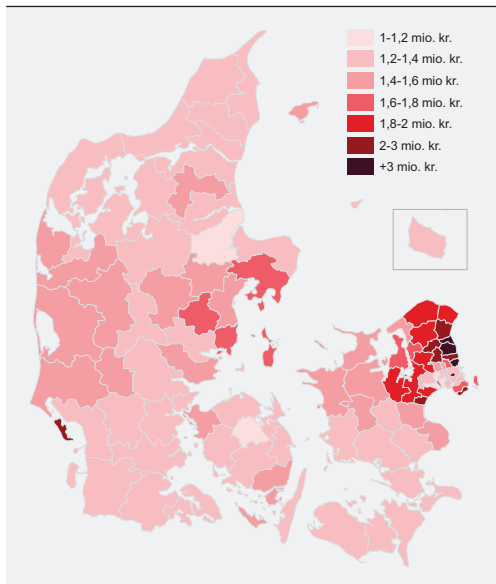 1-1,2 mio. kr.
1,2-1,4 mio. kr.
1,4-1,6 mio kr.
1,6-1,8 mio. kr.
1,8-2 mio. kr.
2-3 mio. kr.
+3 mio. kr.